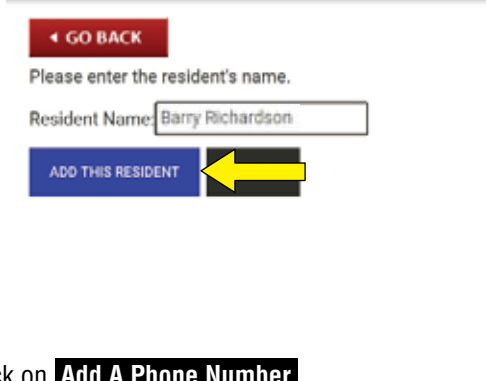 GO BACK
Please enter the resident's name.
Resident Name: Barry Richardson
ADD THIS RESIDENT
ck on Add A Phone Number